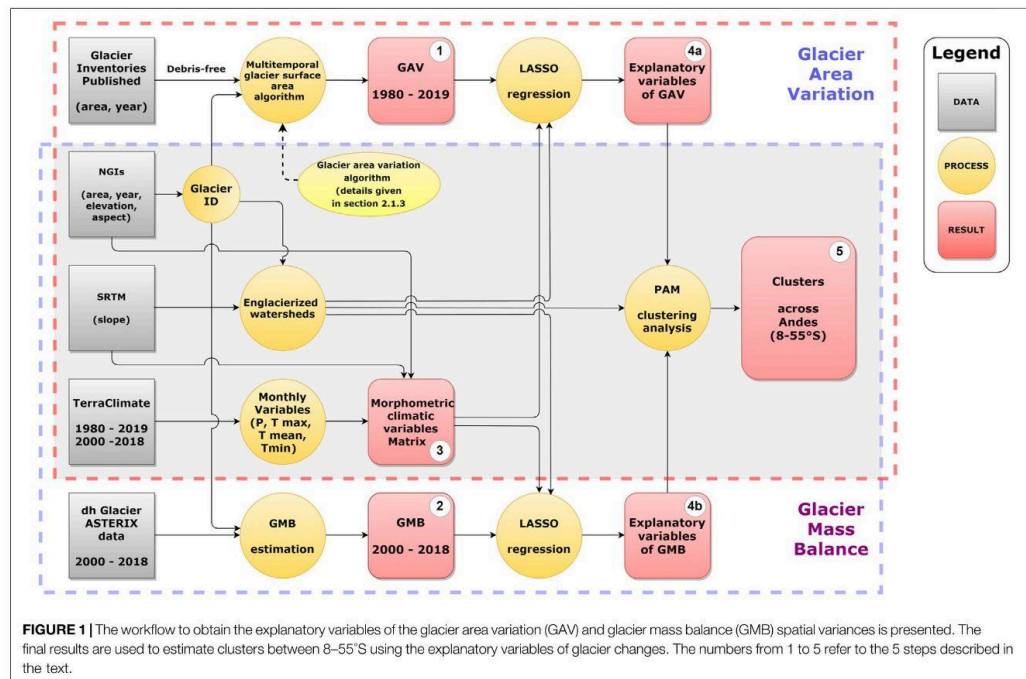 Glacier
Inventories
Published
(area, year)
Debris-free
Multitemporal
glacier surface
area
algorithm
1
GAV
1980 - 2019
LASSO
regression
4a
Explanatory
variables
of GAV
Glacier
Area
Variation
Legend
DATA
PROCESS
RESULT
NGIs
(area, year,
elevation,
aspect)
Glacier
ID
Glacier area variation
algorithm
(details given
in section 2.1.3
SRTM
(slope)
Englacierized
watersheds
PAM
clustering
analysis
5
Clusters
across
Andes
(8-55°S)
TerraClimate
1980 - 2019
2000 -2018
Monthly
Variables
(P, T max,
T mean,
Tmin)
Morphometric
climatic
variables
Matrix
3
dh Glacier
ASTERIX
data
2000 - 2018
GMB
estimation
2
GMB
2000 - 2018
LASSO
regression
4b
Explanatory
variables
of GMB
Glacier
Mass
Balance
FIGURE 1 | The workflow to obtain the explanatory variables of the glacier area variation (GAV) and glacier mass balance (GMB) spatial variances is presented. The
final results are used to estimate clusters between 8–55°S using the explanatory variables of glacier changes. The numbers from 1 to 5 refer to the 5 steps described in
the text.